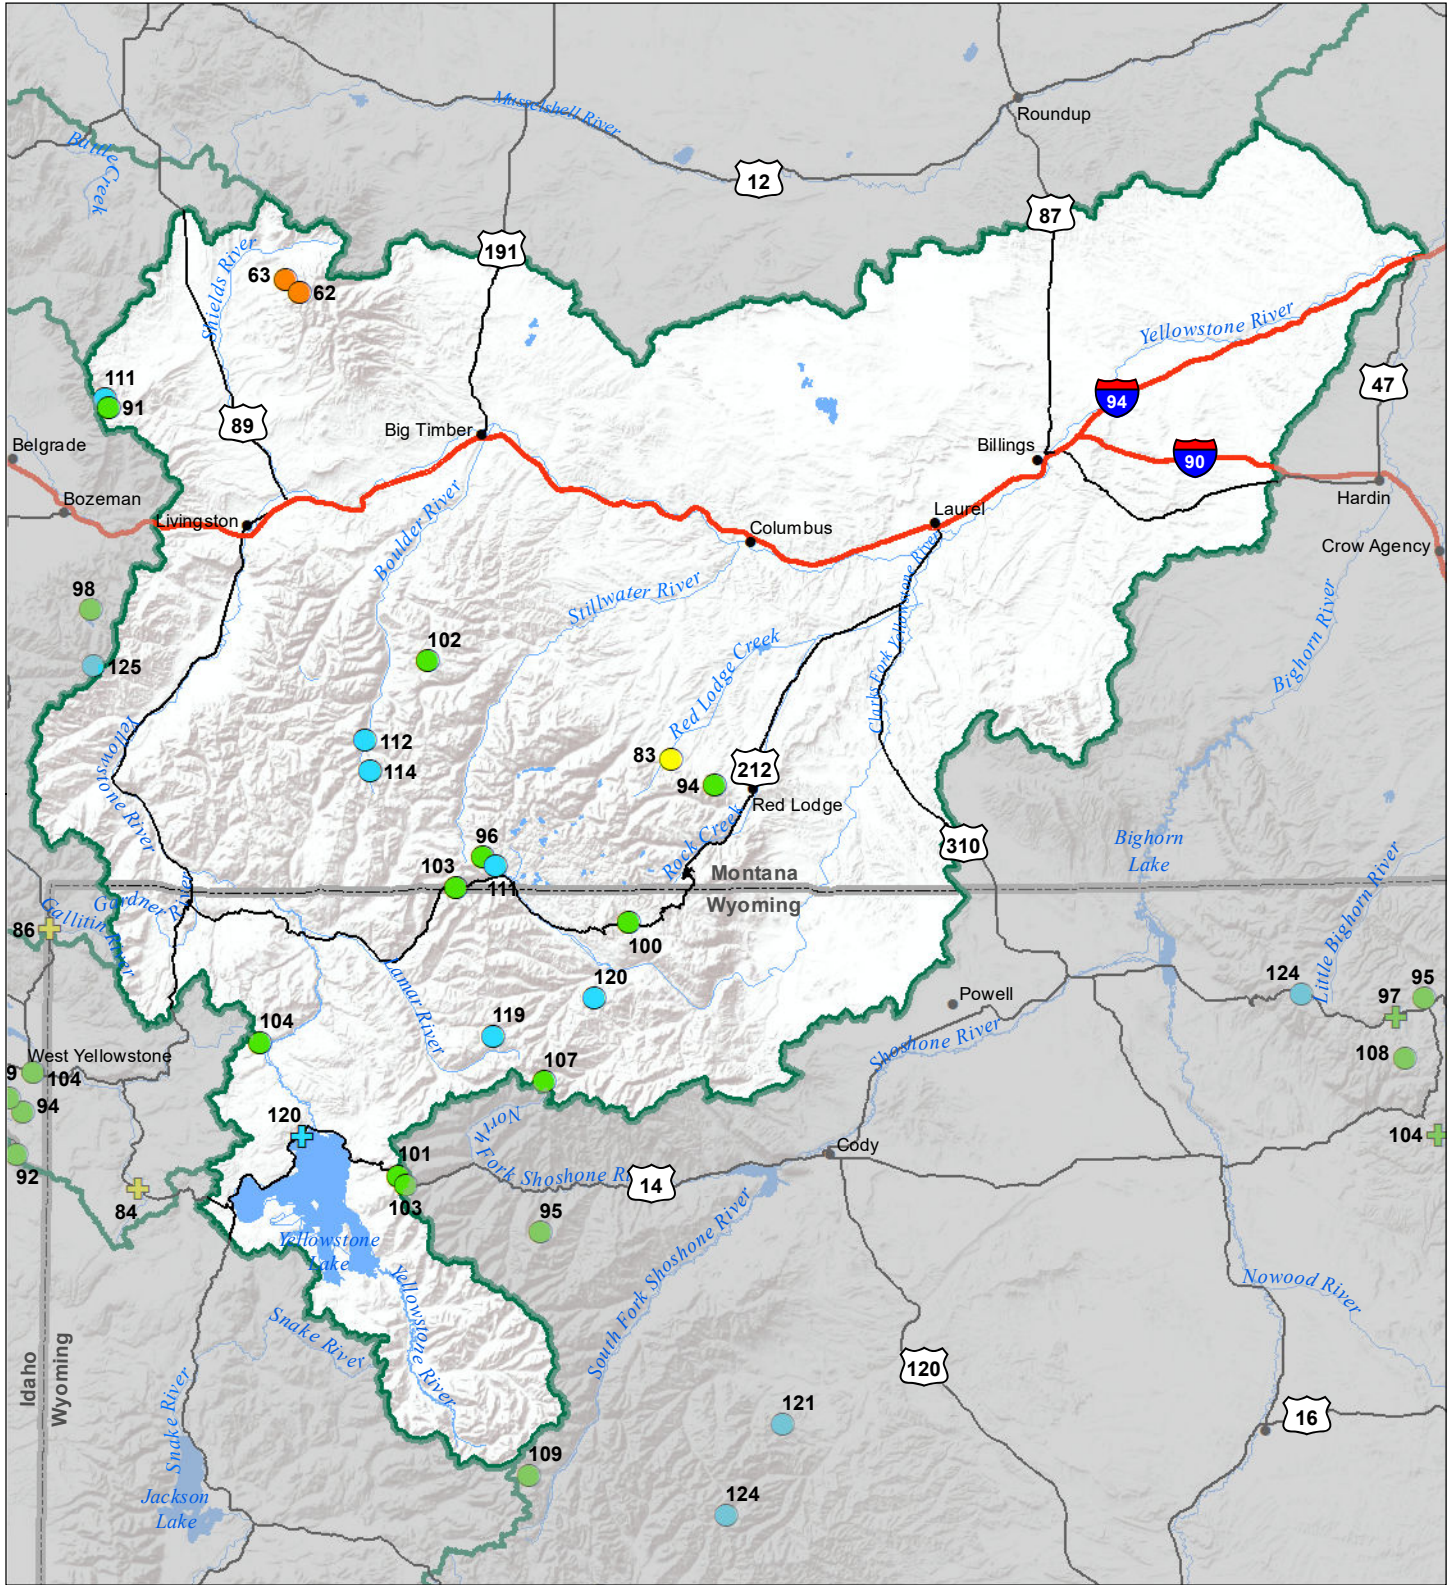 Roundup
Musselshell River
Battle Creek
12
87
191
Shields River
63
62
Yellowstone River
111
91
89
94
47
Belgrade
Big Timber
Billings
90
Bozeman
Livingston
Boulder River
Columbus
Laurel
Hardin
Crow Agency
98
125
Stillwater River
Clarks Fork Yellowstone River
Bighorn River
102
Red Lodge Creek
112
114
83
94
212
Red Lodge
Yellowstone River
Rock Creek
310
Bighorn
Lake
96
103
111
Montana
Wyoming
Gardner River
Gallitin River
86
100
Little Bighorn River
Lamar River
120
119
124
95
97
108
Powell
Shoshone River
104
West Yellowstone
9
104
94
107
120
North
Fork Shoshone Ri
Cody
104
92
84
101
103
14
95
Yellowstone
Lake
Yellowstone River
South Fork Shoshone River
Nowood River
Snake River
Idaho
Wyoming
Snake River
120
121
16
109
124
Jackson
Lake